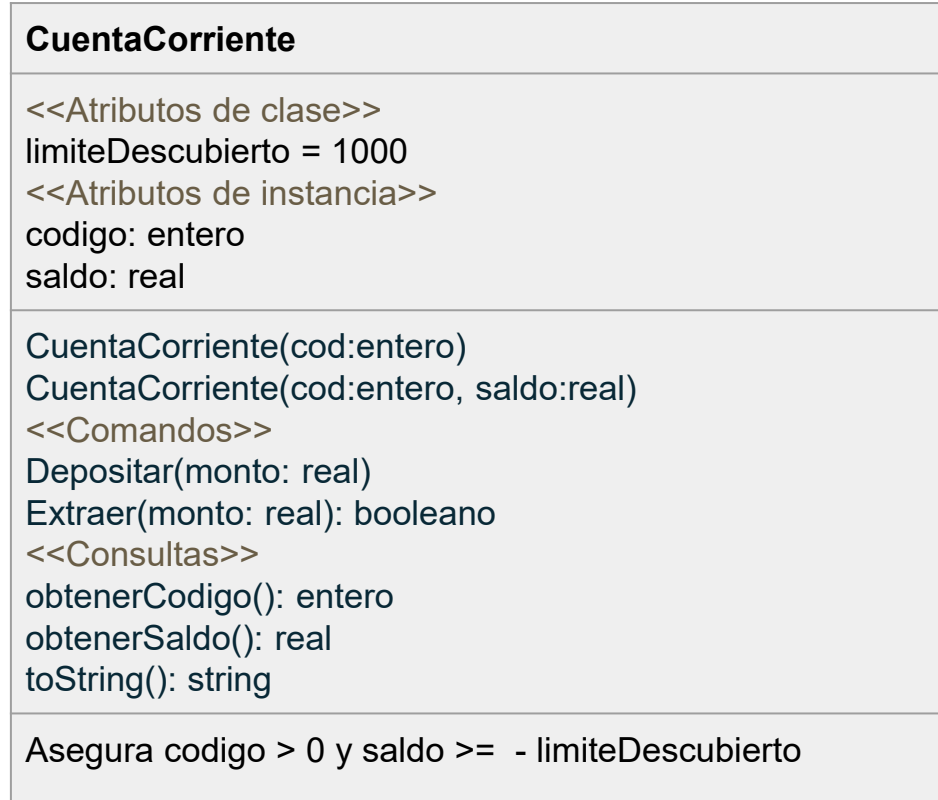 CuentaCorriente
<<Atributos de clase>>
limiteDescubierto = 1000
<<Atributos de instancia>>
codigo: entero
saldo: real
CuentaCorriente(cod:entero)
CuentaCorriente(cod:entero, saldo:real)
<<Comandos>>
Depositar(monto: real)
Extraer(monto: real): booleano
<<Consultas>>
obtenerCodigo(): entero
obtenerSaldo(): real
toString(): string
Asegura codigo > 0 y saldo >= - limiteDescubierto